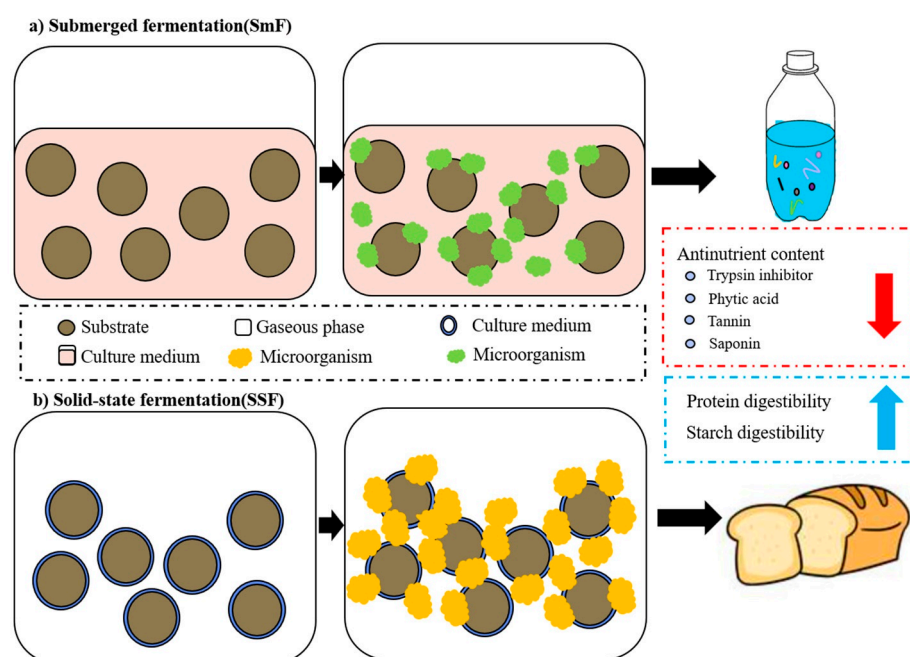 a) Submerged fermentation(SmF)
Antinutrient content
Trypsin inhibitor
Phytic acid
Tannin
Saponin
Substrate
Gaseous phase
Culture medium
Culture medium
Microorganism
Microorganism
Protein digestibility
Starch digestibility
b) Solid-state fermentation(SSF)